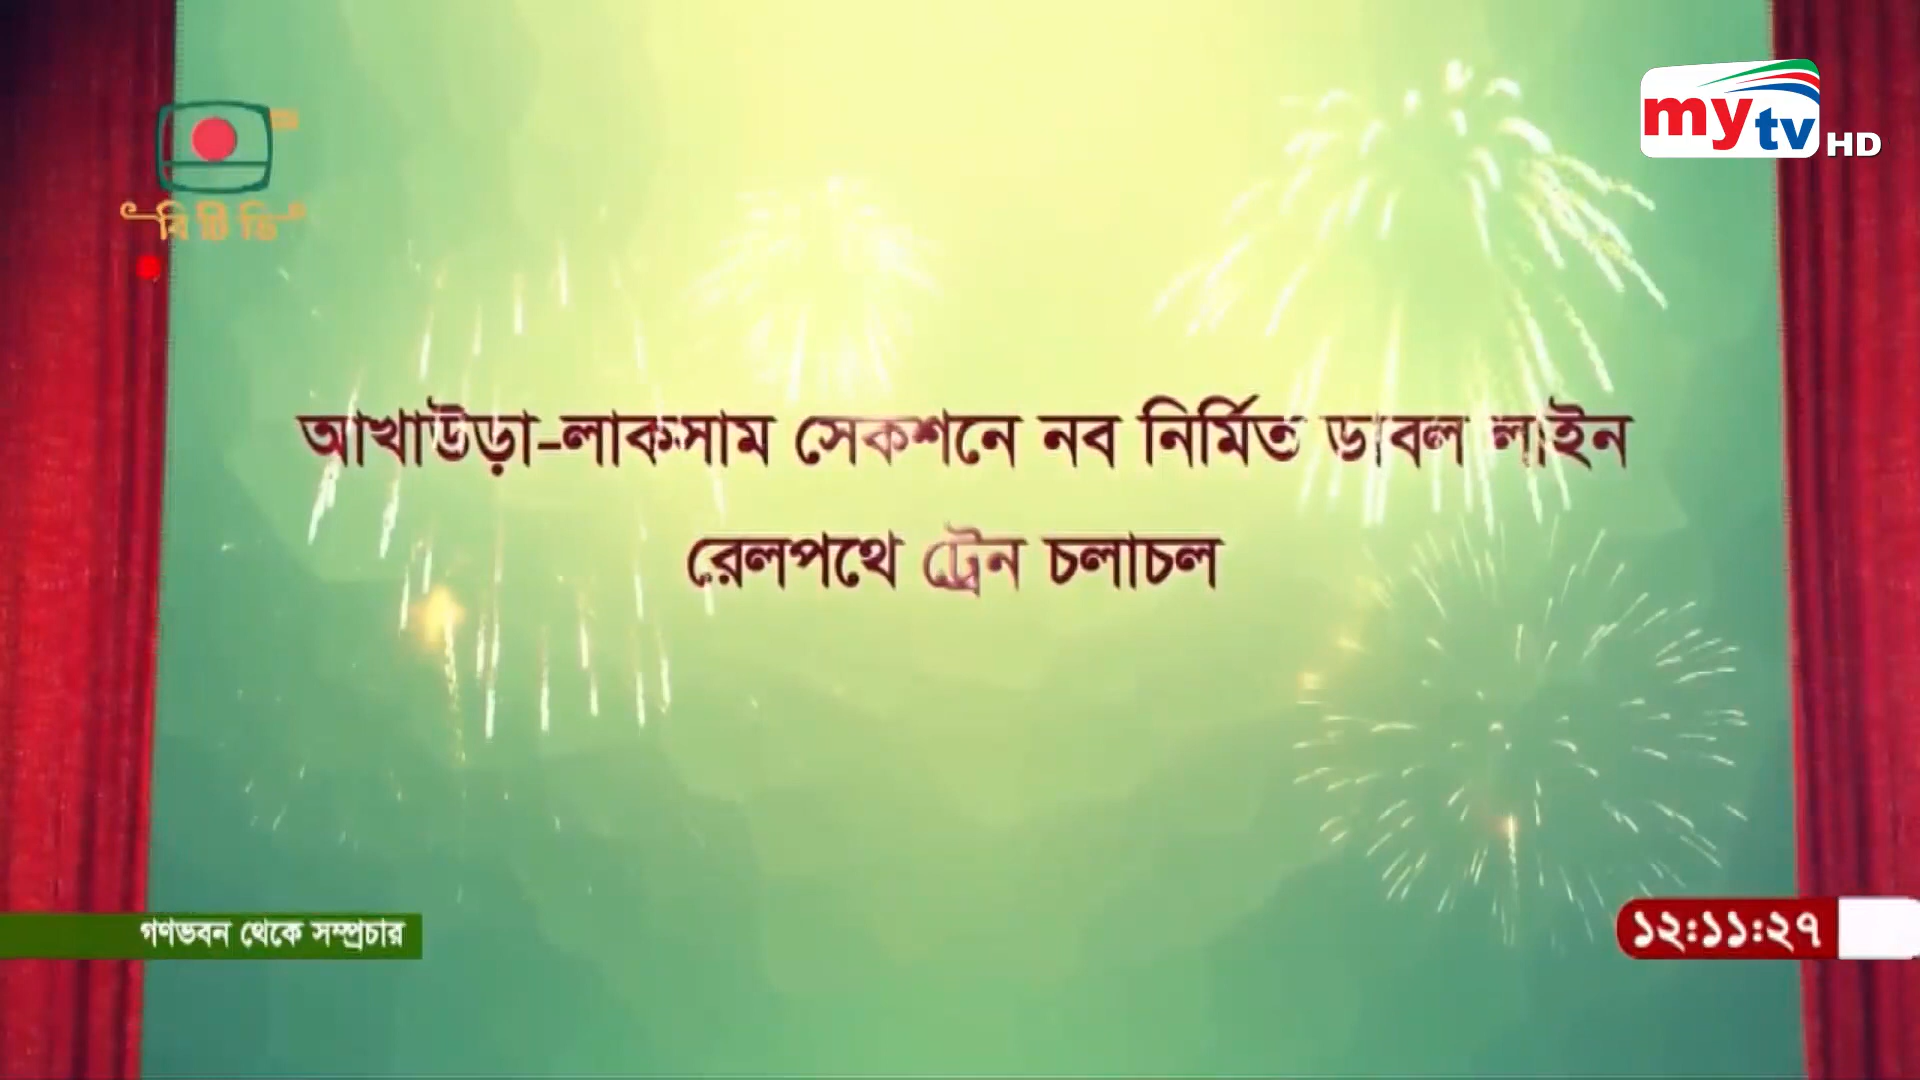 my tv HD
বি টি ভি
আখাউড়া-লাকসাম সেকশনে নব নির্মিত ডাবল লাইন
রেলপথে ট্রেন চলাচল
গণভবন থেকে সম্প্রচার
১২:১১:২৭